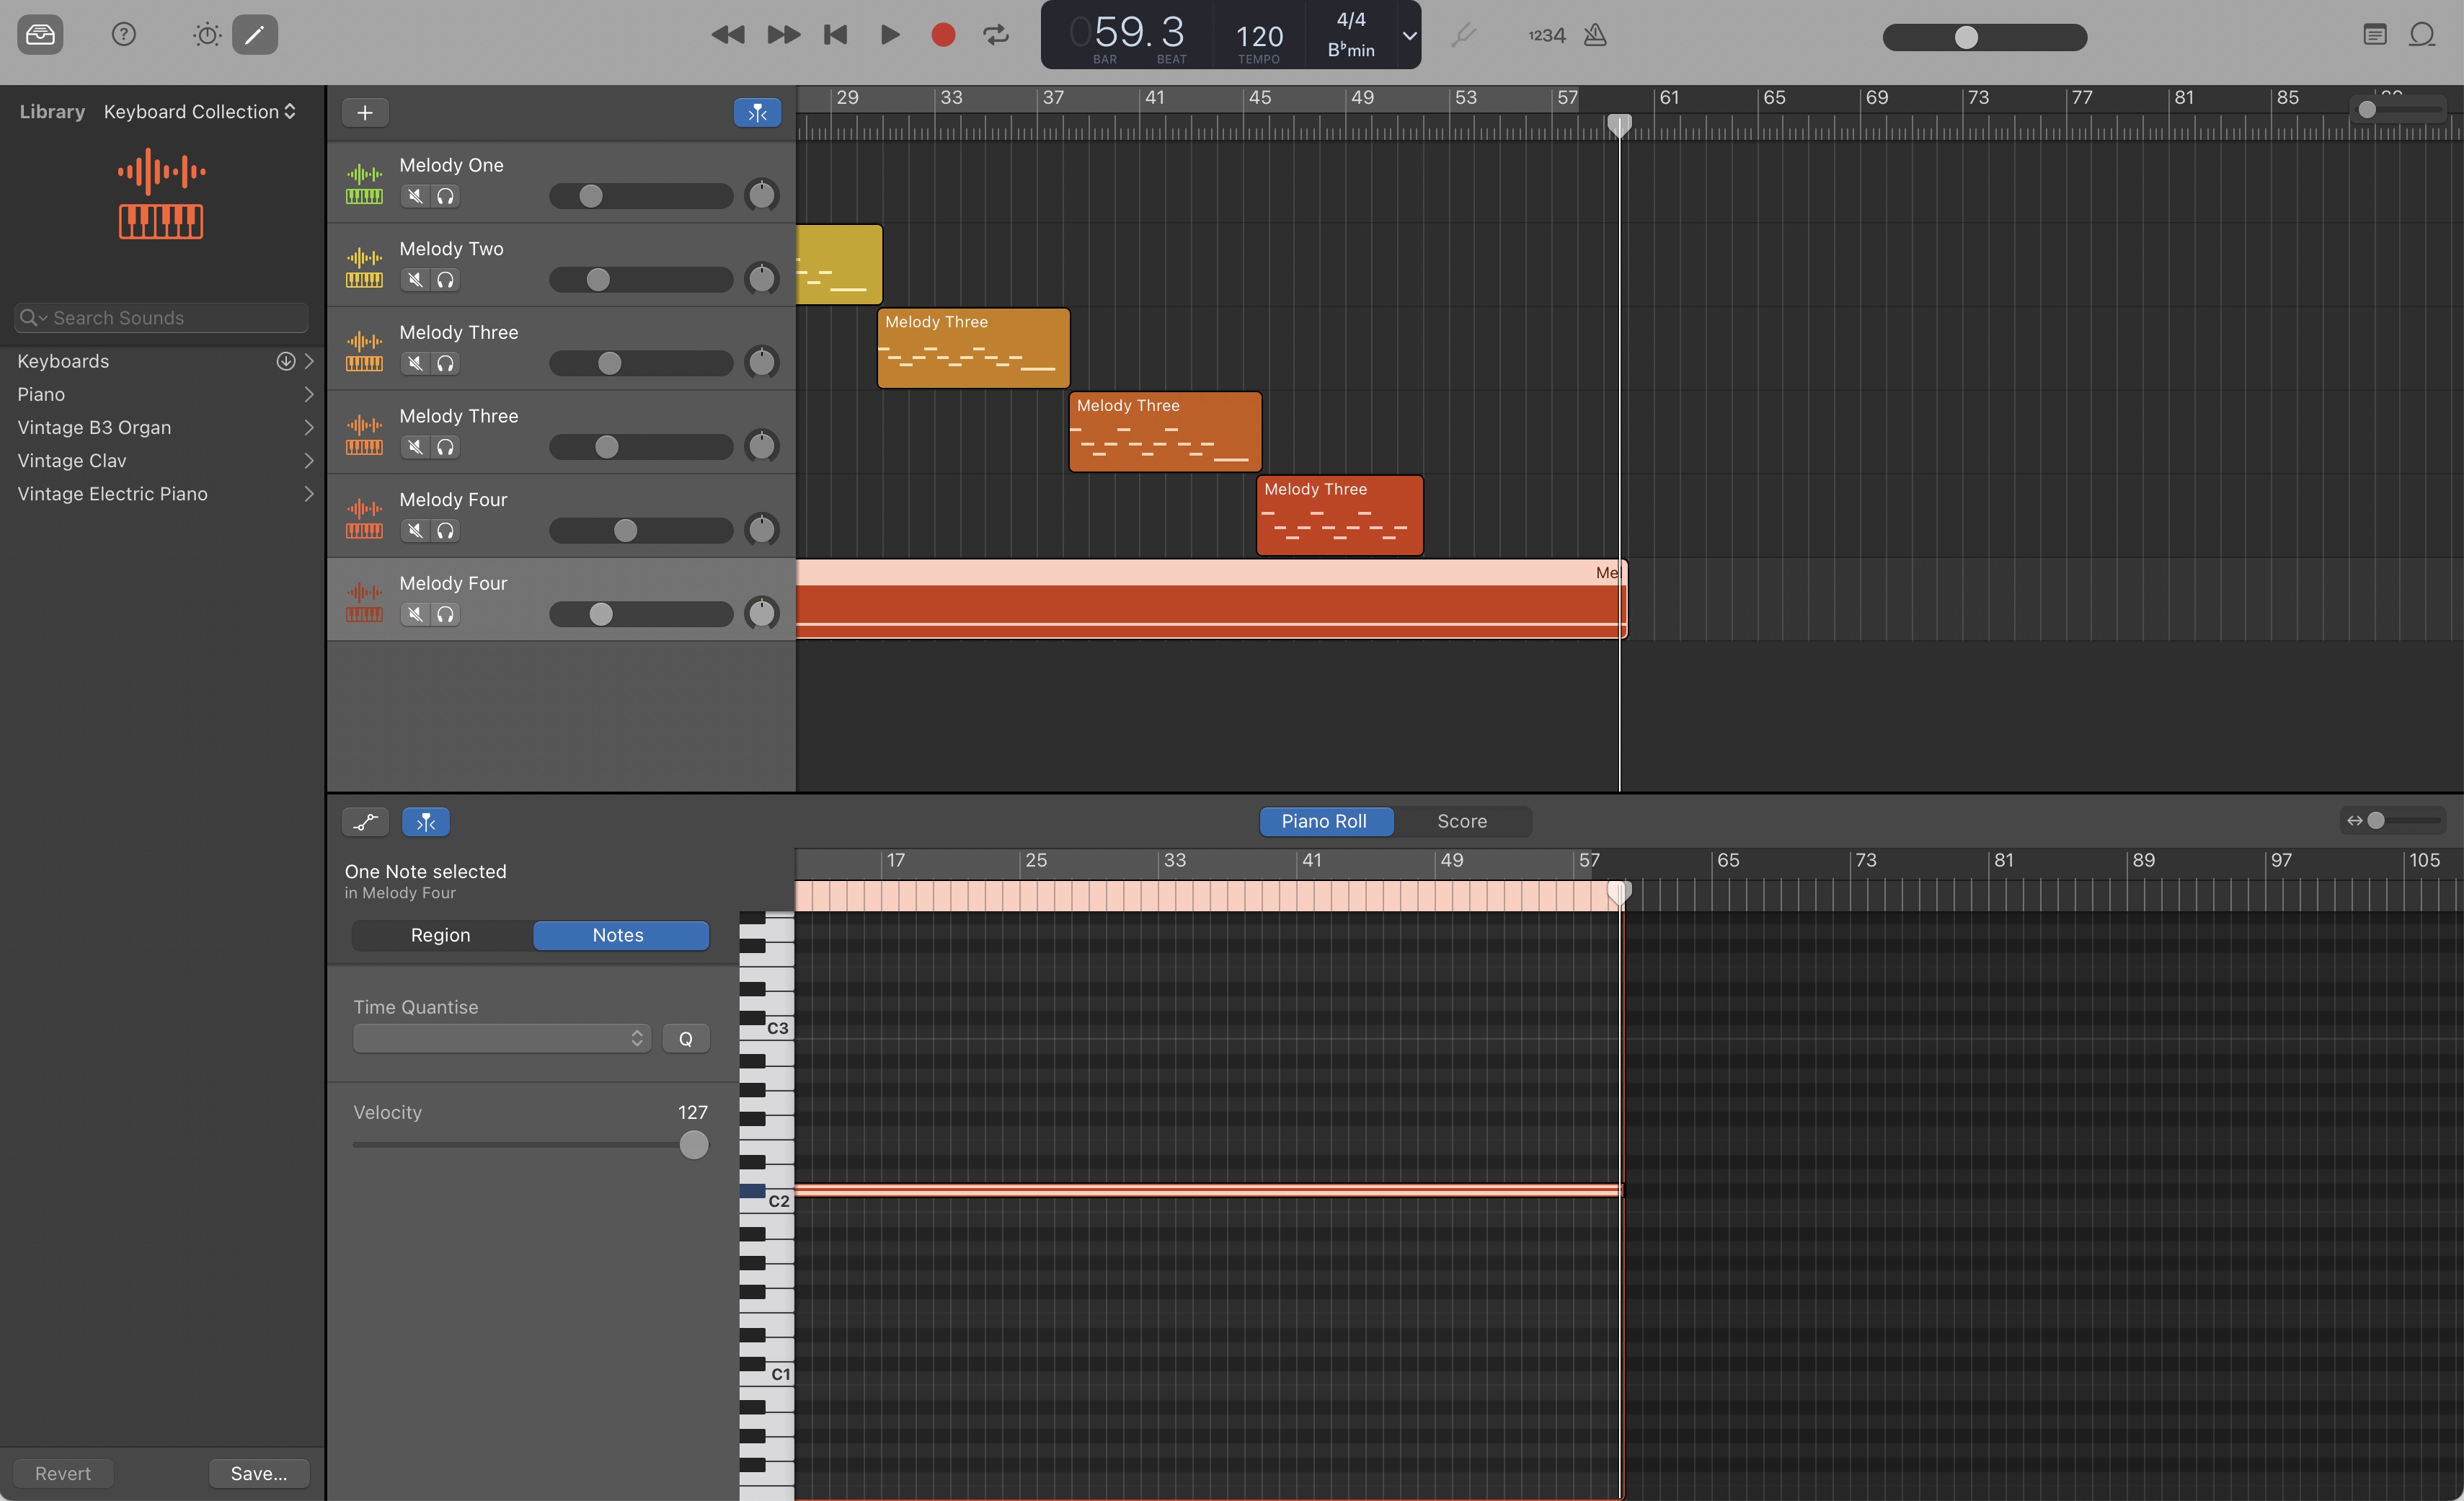 059.3
BAR BEAT
120
TEMPO
4/4
B♭min
1234
Library Keyboard Collection
Search Sounds
Keyboards
Piano
Vintage B3 Organ
Vintage Clav
Vintage Electric Piano
Revert Save...
29 33 37 41 45 49 53 57 61 65 69 73 77 81 85
Melody One
Melody Two
Melody Three
Melody Three
Melody Three
Melody Three
Melody Four
Melody Three
Melody Four
Mel
Piano Roll Score
17 25 33 41 49 57 65 73 81 89 97 105
One Note selected
in Melody Four
Region Notes
Time Quantise
Q
Velocity 127
C3
C2
C1